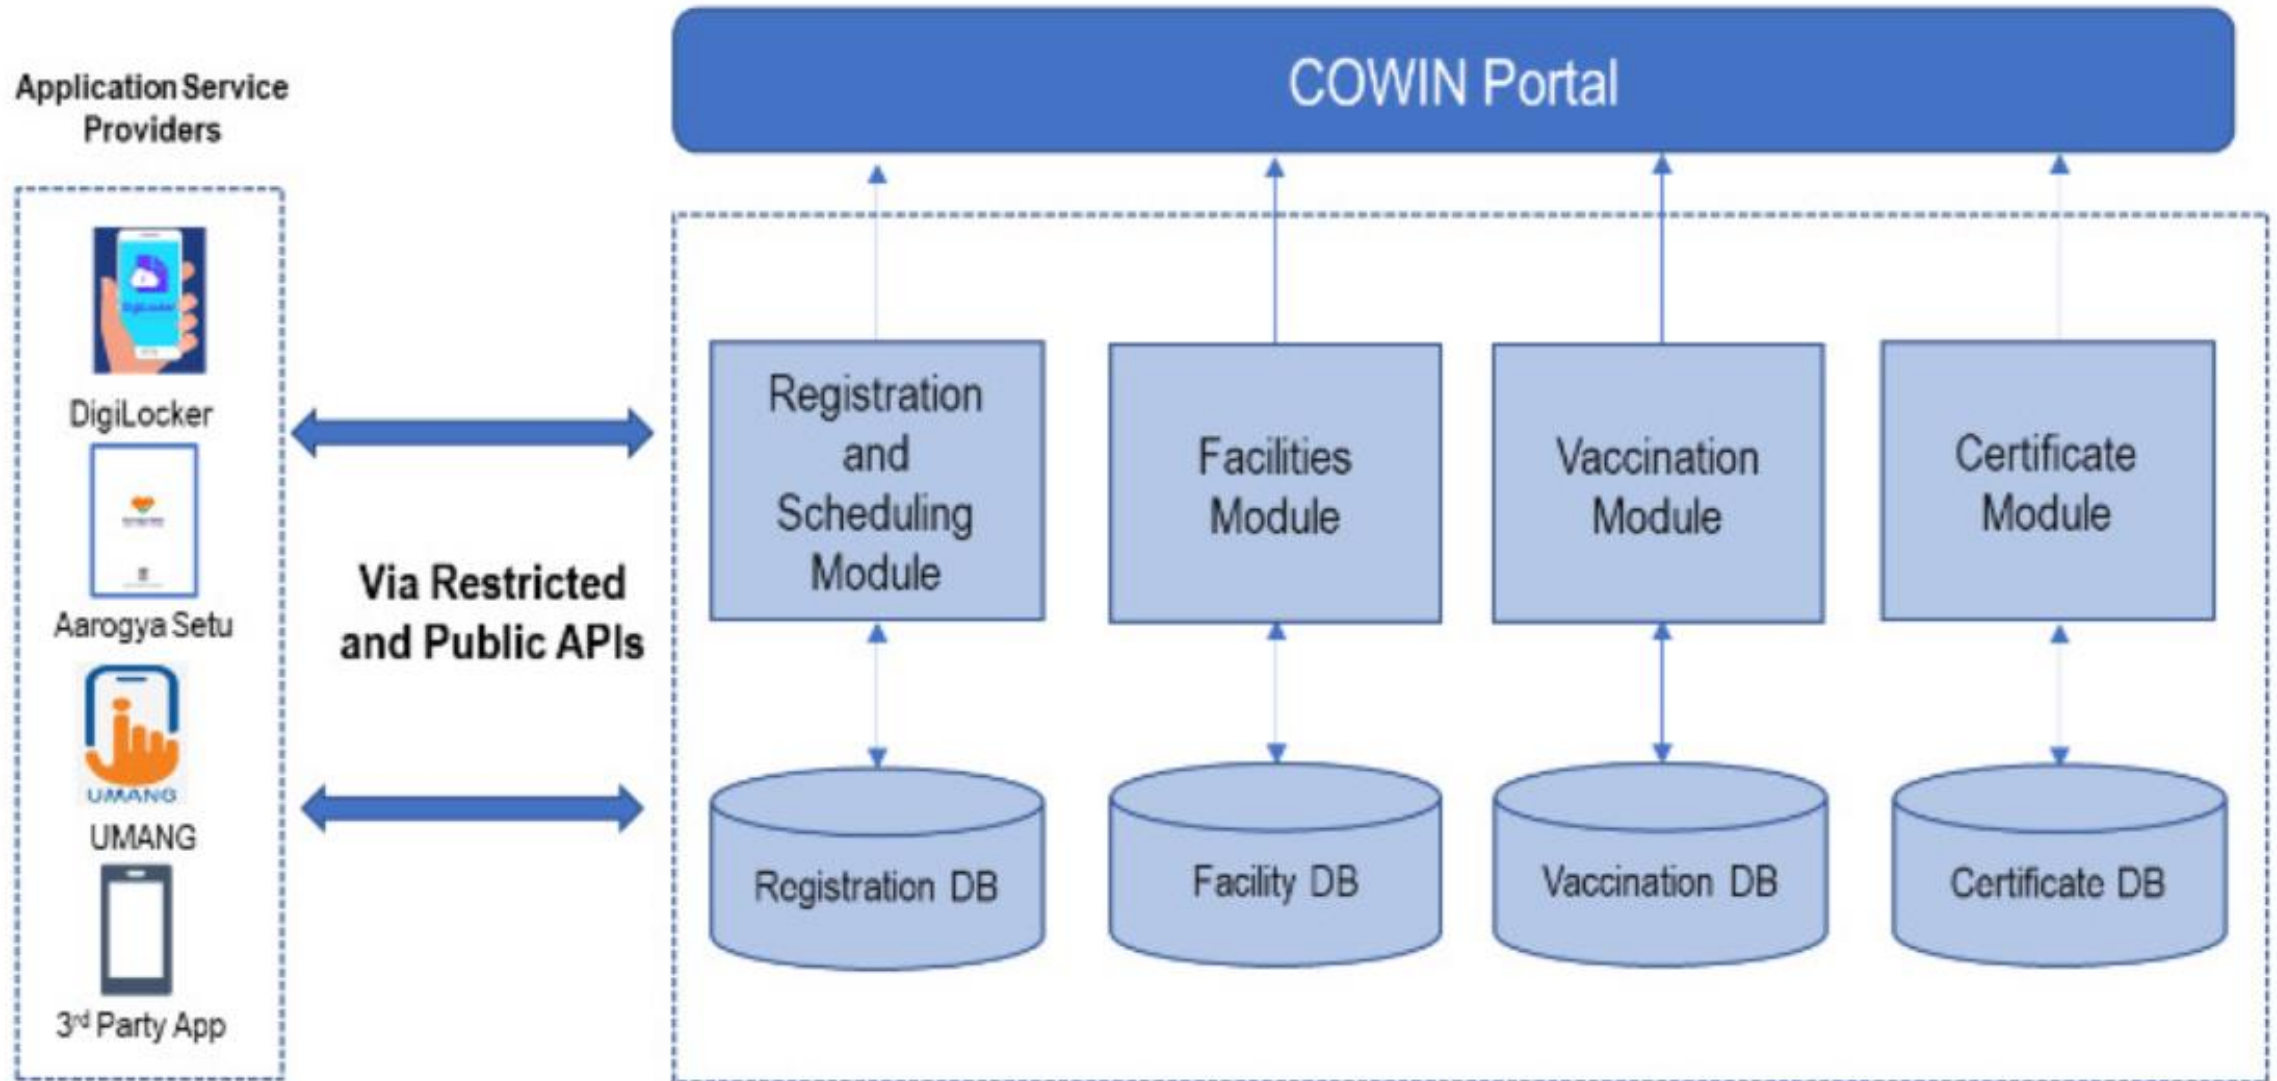 COWIN Portal
Application Service
Providers
DigiLocker
DigiLocker
Aarogya Setu
UMANG
UMANG
3rd Party App
Via Restricted
and Public APIs
Registration
and
Scheduling
Module
Facilities
Module
Vaccination
Module
Certificate
Module
Registration DB
Facility DB
Vaccination DB
Certificate DB